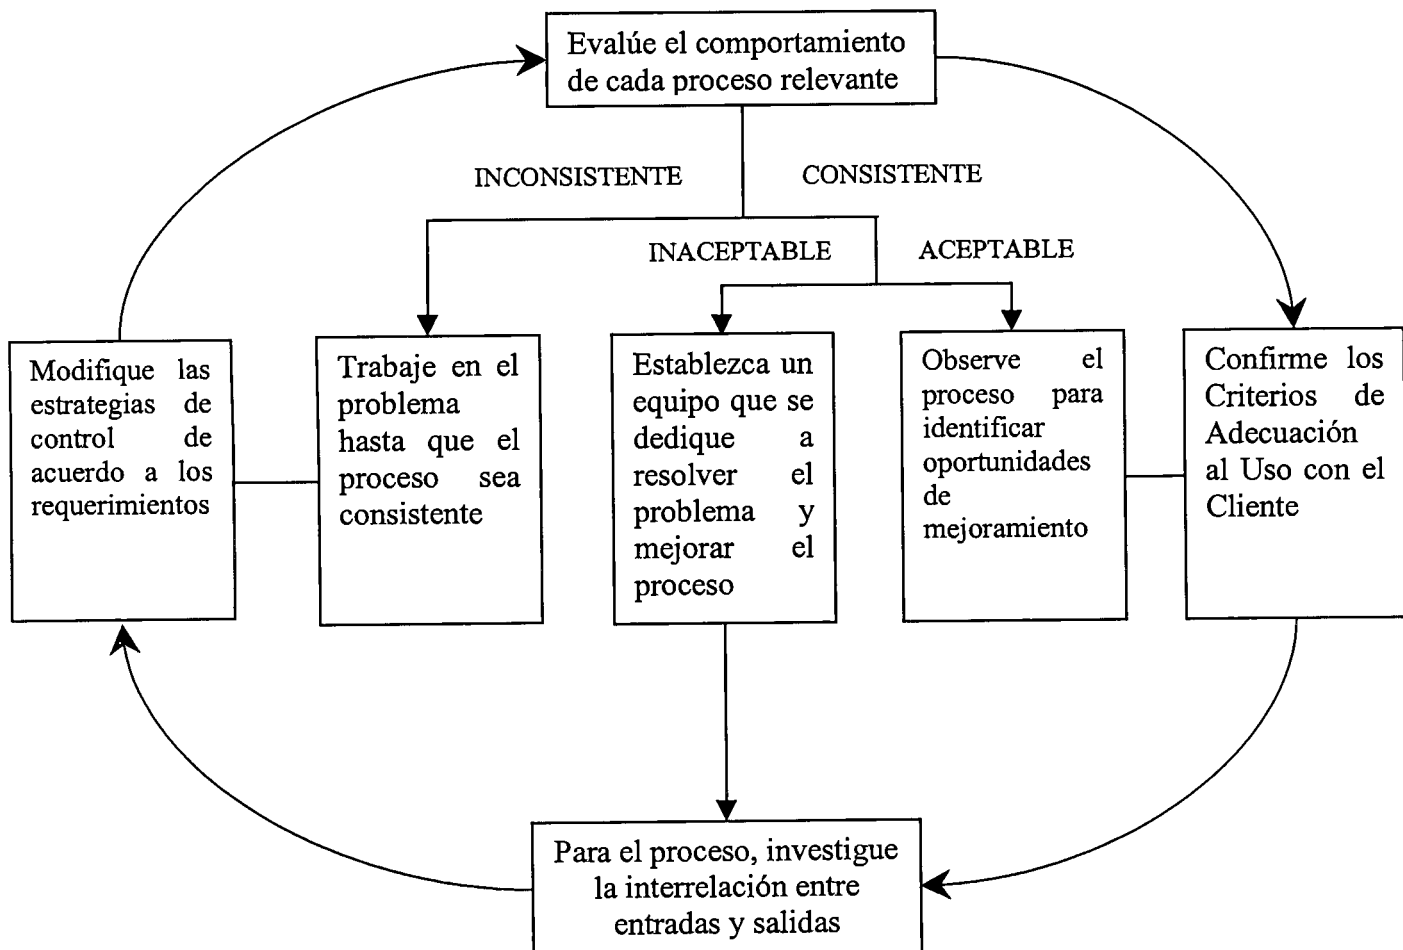 Evalúe el comportamiento
de cada proceso relevante
INCONSISTENTE
CONSISTENTE
INACEPTABLE
ACEPTABLE
Modifique las
estrategias de
control de
acuerdo a los
requerimientos
Trabaje en el
problema
hasta que el
proceso sea
consistente
Establezca un
equipo que se
dedique a
resolver el
problema y
mejorar el
proceso
Observe el
proceso para
identificar
oportunidades
de
mejoramiento
Confirme los
Criterios de
Adecuación
al Uso con el
Cliente
Para el proceso, investigue
la interrelación entre
entradas y salidas